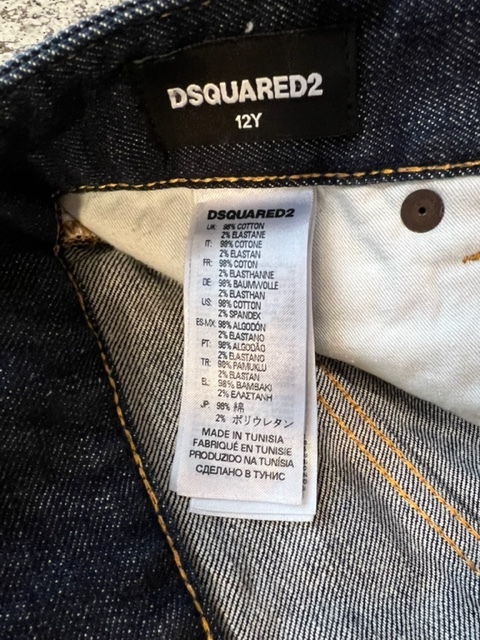 DSQUARED2
12Y
DSQUARED2
UK: 98% COTTON
2% ELASTANE
IT: 98% COTONE
2% ELASTAN
FR: 98% COTON
2% ELASTHANNE
DE: 98% BAUMWOLLE
2% ELASTHAN
US: 98% COTTON
2% SPANDEX
ES-MX: 98% ALGODÓN
2% ELASTANO
PT: 98% ALGODÃO
2% ELASTANO
TR: 98% PAMUKLU
2% ELASTAN
EL: 98% BAMBAKI
2% ΕΛΑΣΤΑΝΗ
JP: 98% 綿
2% ポリウレタン
MADE IN TUNISIA
FABRIQUÉ EN TUNISIE
PRODUZIDO NA TUNÍSIA
СДЕЛАНО В ТУНИС